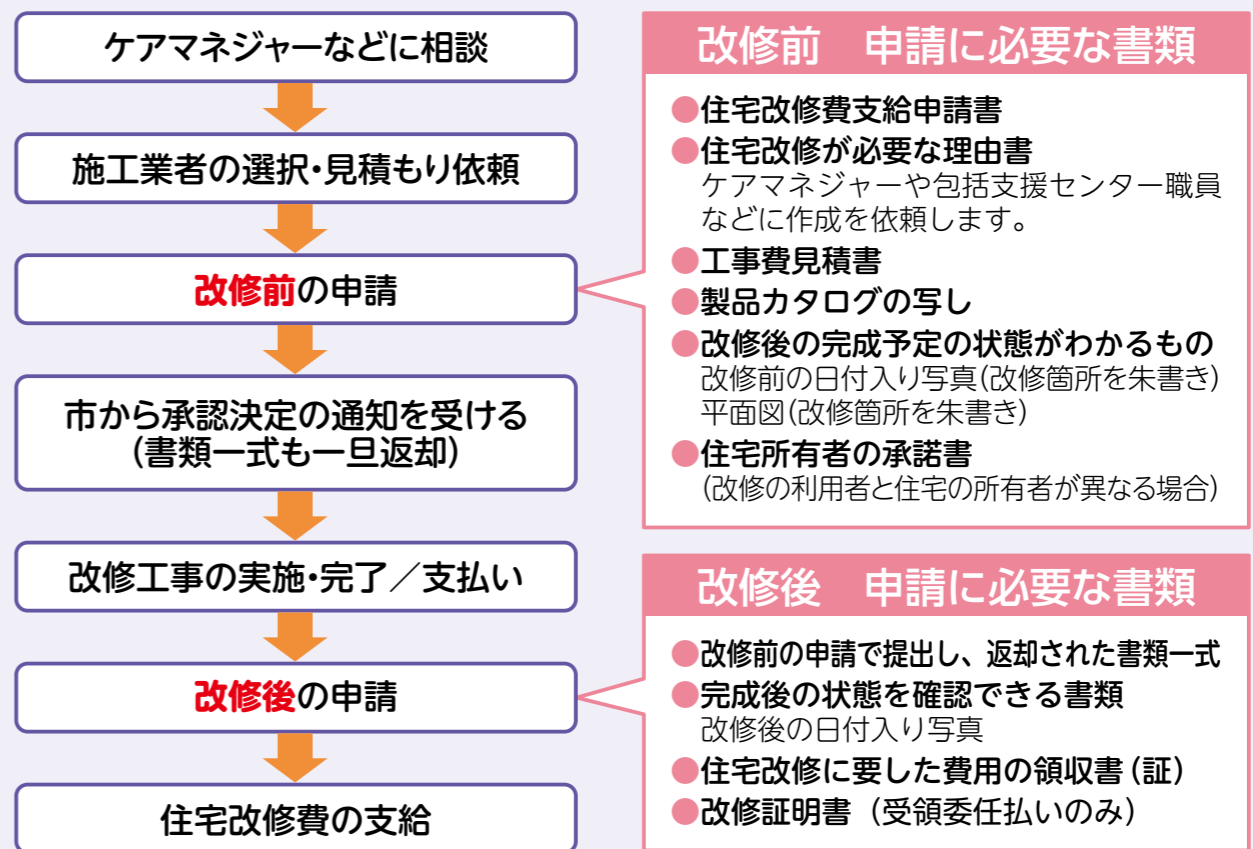 ケアマネジャーなどに相談
施工業者の選択・見積もり依頼
改修前の申請
市から承認決定の通知を受ける
(書類一式も一旦返却)
改修工事の実施・完了／支払い
改修後の申請
住宅改修費の支給
改修前　申請に必要な書類
●住宅改修費支給申請書
●住宅改修が必要な理由書
ケアマネジャーや包括支援センター職員
などに作成を依頼します。
●工事費見積書
●製品カタログの写し
●改修後の完成予定の状態がわかるもの
改修前の日付入り写真(改修箇所を朱書き)
平面図(改修箇所を朱書き)
●住宅所有者の承諾書
(改修の利用者と住宅の所有者が異なる場合)
改修後　申請に必要な書類
●改修前の申請で提出し、返却された書類一式
●完成後の状態を確認できる書類
改修後の日付入り写真
●住宅改修に要した費用の領収書(証)
●改修証明書（受領委任払いのみ）